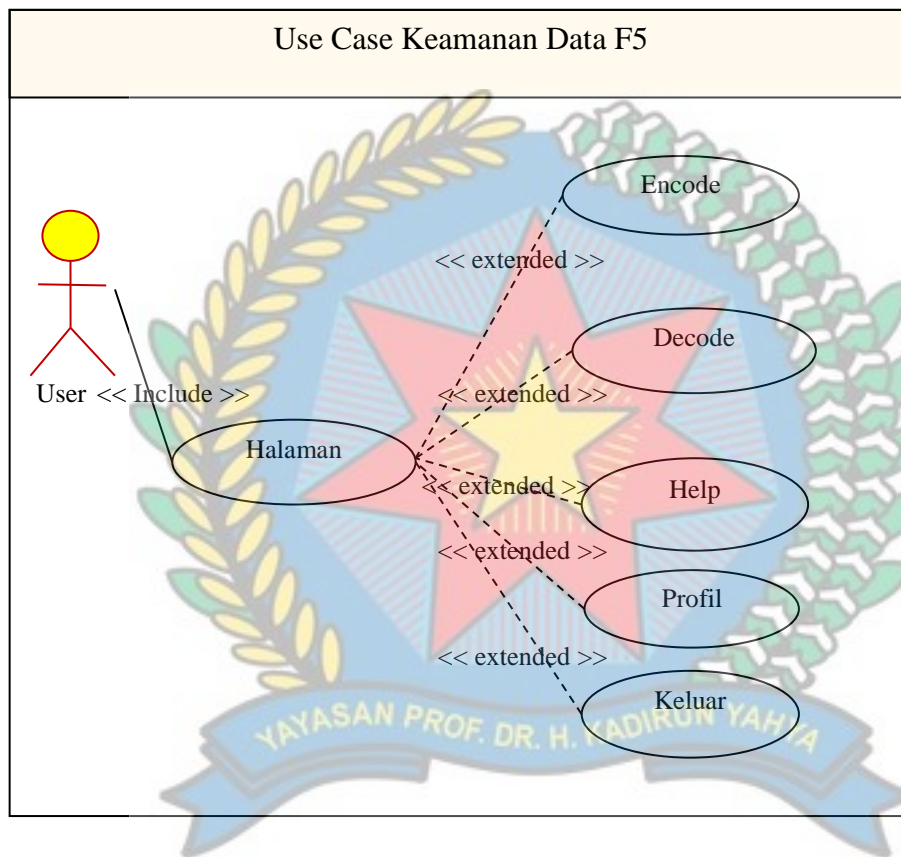 Use Case Keamanan Data F5
Encode
<< extended >>
Decode
User << Include >>
<< extended >>
Halaman
<< extended >>
Help
<< extended >>
Profil
<< extended >>
Keluar
YAYASAN PROF. DR. H. KADIRUN YAHYA